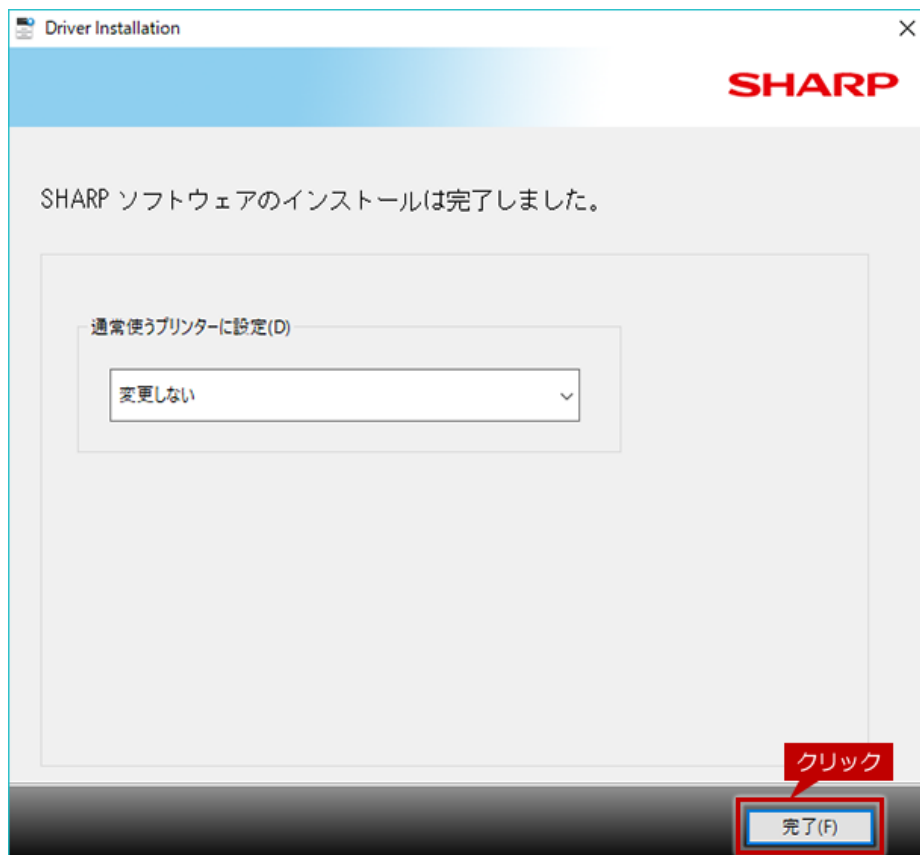 Driver Installation
SHARP
SHARP ソフトウェアのインストールは完了しました。
通常使うプリンターに設定(D)
変更しない
クリック
完了(F)